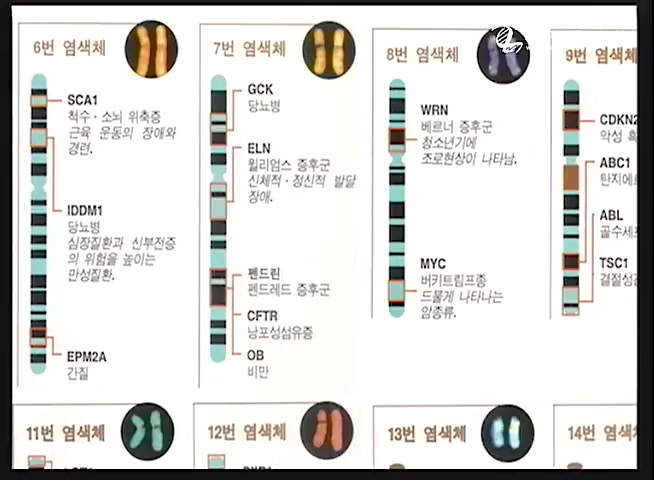 6번 염색체
SCA1
척수·소뇌 위축증
근육 운동의 장애와
경련.
IDDM1
당뇨병
심장질환과 신부전증
의 위험을 높이는
만성질환.
EPM2A
간질
7번 염색체
GCK
당뇨병
ELN
윌리엄스 증후군
신체적·정신적 발달
장애.
펜드린
펜드레드 증후군
CFTR
낭포성섬유증
OB
비만
8번 염색체
WRN
베르너 증후군
청소년기에
조로현상이 나타남.
MYC
버키트림프종
드물게 나타나는
암종류.
9번 염색체
CDKN2
악성
ABC1
ABL
TSC1
결절성
11번 염색체
12번 염색체
13번 염색체
14번 염색체